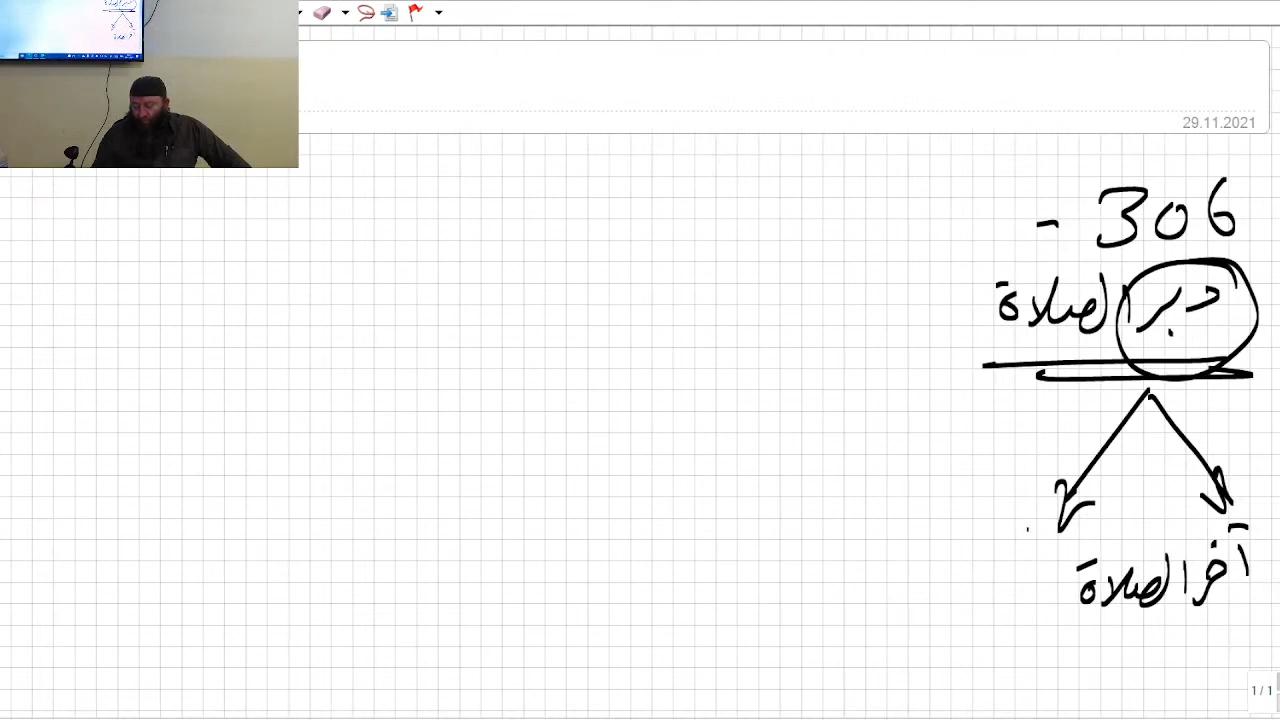 29.11.2021
306 -
دبر الصلاة
آخر الصلاة
1 / 1